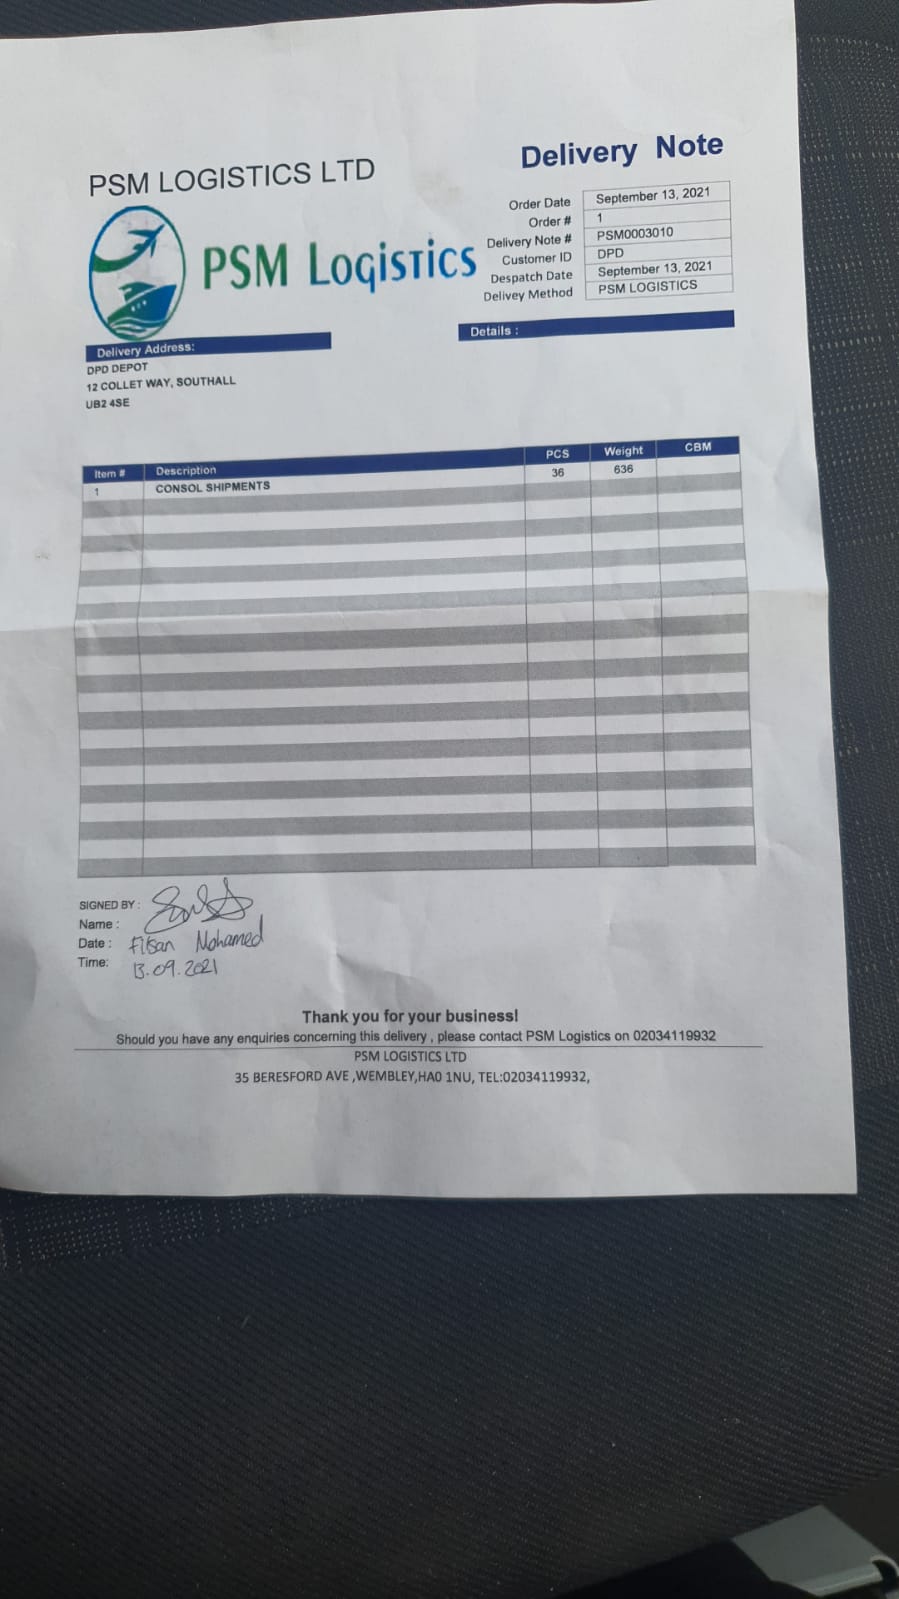 PSM LOGISTICS LTD
Delivery Note
PSM Logistics
Order Date September 13, 2021
Order # 1
Delivery Note # PSM0003010
Customer ID DPD
Despatch Date September 13, 2021
Delivey Method PSM LOGISTICS
Delivery Address:
DPD DEPOT
12 COLLET WAY, SOUTHALL
UB2 4SE
Details :
Item # Description PCS Weight CBM
1 CONSOL SHIPMENTS 36 636
SIGNED BY :
Name :
Date : Mohamed
Time: 13.09.2021
Thank you for your business!
Should you have any enquiries concerning this delivery , please contact PSM Logistics on 02034119932
PSM LOGISTICS LTD
35 BERESFORD AVE ,WEMBLEY,HA0 1NU, TEL:02034119932,